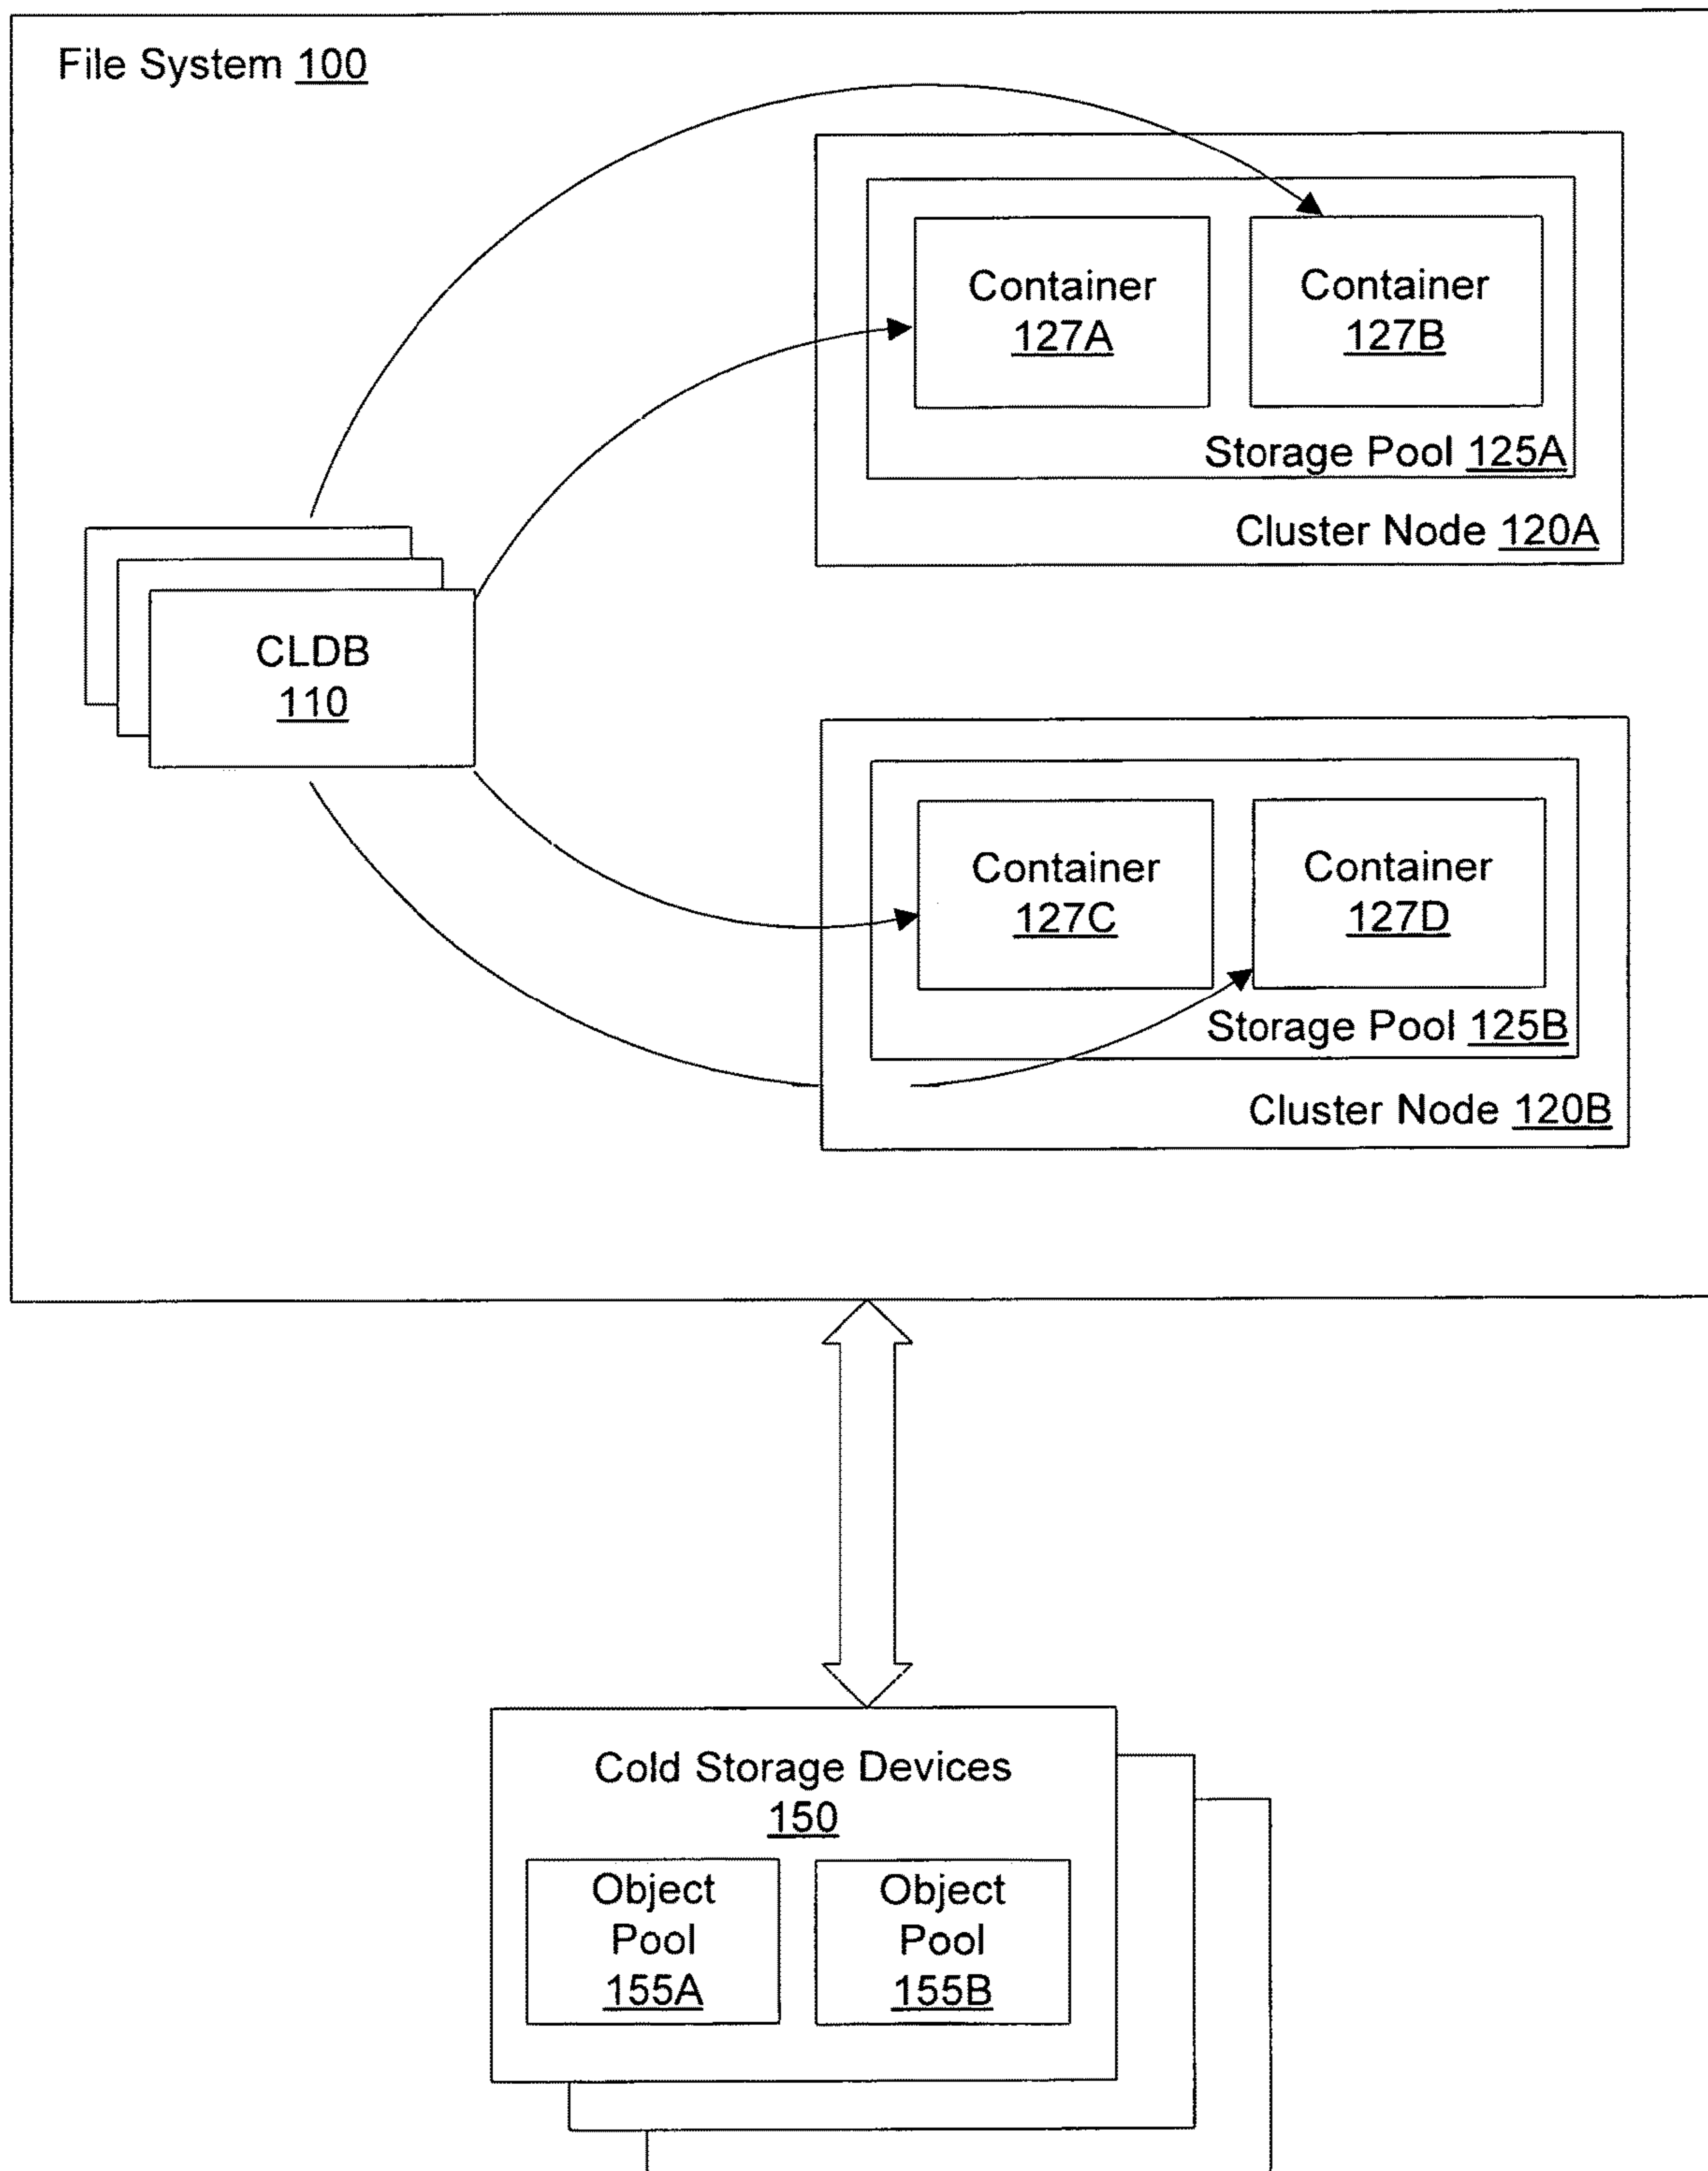 File System 100
Container
127A
Container
127B
Storage Pool 125A
Cluster Node 120A
CLDB
110
Container
127C
Container
127D
Storage Pool 125B
Cluster Node 120B
Cold Storage Devices
150
Object
Pool
155A
Object
Pool
155B